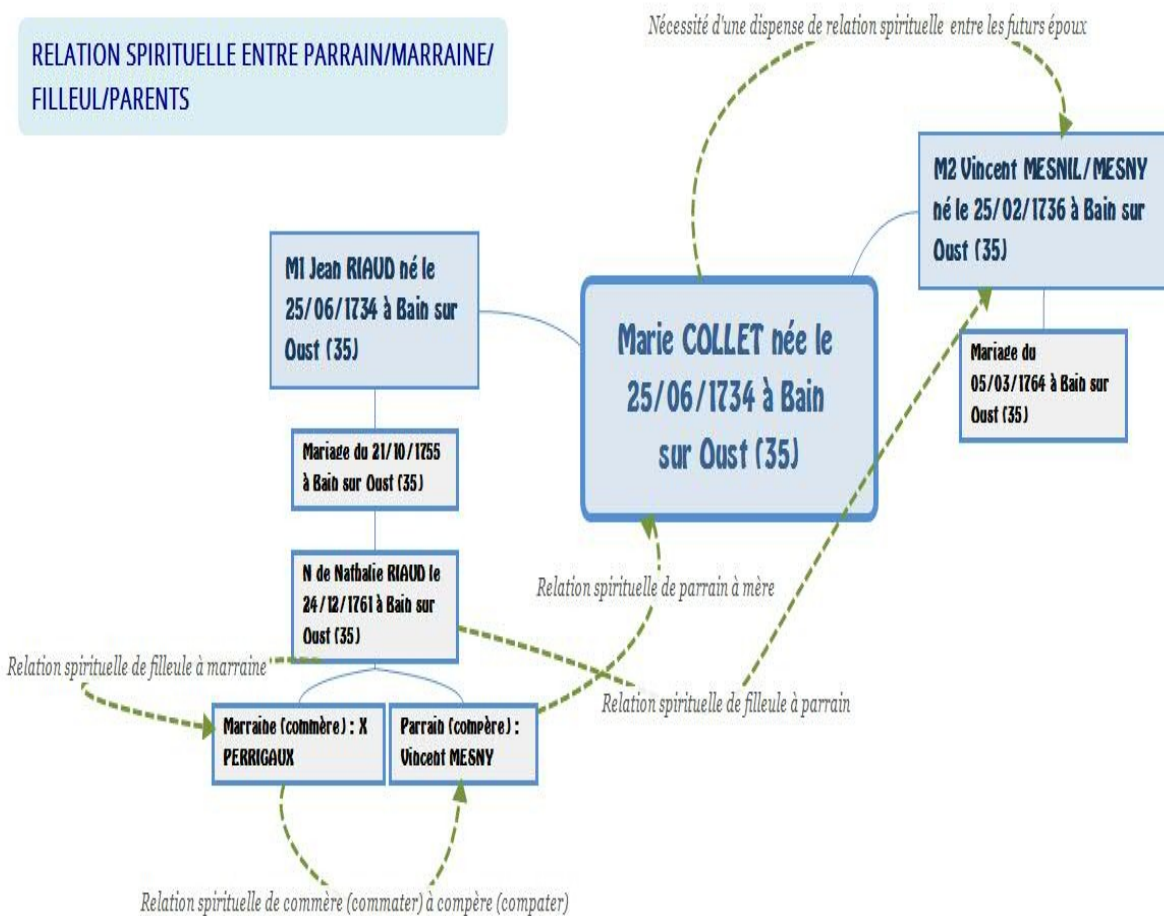 RELATION SPIRITUELLE ENTRE PARRAIN/MARRAINE/
FILLEUL/PARENTS
Nécessité d'une dispense de relation spirituelle entre les futurs époux
M2 Vincent MESNIL/MESNY
né le 25/02/1736 à Bain sur
Oust (35)
M1 Jean RIAUD né le
25/06/1734 à Bain sur
Oust (35)
Marie COLLET née le
25/06/1734 à Bain
sur Oust (35)
Mariage du
05/03/1764 à Bain sur
Oust (35)
Mariage du 21/10/1755
à Bain sur Oust (35)
N de Nathalie RIAUD le
24/12/1761 à Bain sur
Oust (35)
Relation spirituelle de parrain à mère
Relation spirituelle de filleule à marraine
Relation spirituelle de filleule à parrain
Marraine (commère) : X
PERRIGAUX
Parrain (compère) :
Vincent MESNY
Relation spirituelle de commère (commater) à compère (compater)